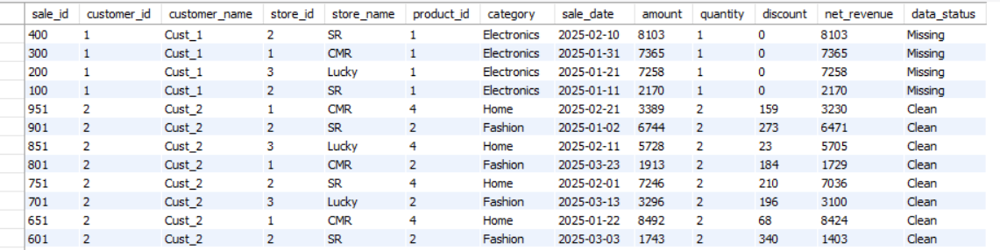 sale_id customer_id customer_name store_id store_name product_id category sale_date amount quantity discount net_revenue data_status
400 1 Cust_1 2 SR 1 Electronics 2025-02-10 8103 1 0 8103 Missing
300 1 Cust_1 1 CMR 1 Electronics 2025-01-31 7365 1 0 7365 Missing
200 1 Cust_1 3 Lucky 1 Electronics 2025-01-21 7258 1 0 7258 Missing
100 1 Cust_1 2 SR 1 Electronics 2025-01-11 2170 1 0 2170 Missing
951 2 Cust_2 1 CMR 4 Home 2025-02-21 3389 2 159 3230 Clean
901 2 Cust_2 2 SR 2 Fashion 2025-01-02 6744 2 273 6471 Clean
851 2 Cust_2 3 Lucky 4 Home 2025-02-11 5728 2 23 5705 Clean
801 2 Cust_2 1 CMR 2 Fashion 2025-03-23 1913 2 184 1729 Clean
751 2 Cust_2 2 SR 4 Home 2025-02-01 7246 2 210 7036 Clean
701 2 Cust_2 3 Lucky 2 Fashion 2025-03-13 3296 2 196 3100 Clean
651 2 Cust_2 1 CMR 4 Home 2025-01-22 8492 2 68 8424 Clean
601 2 Cust_2 2 SR 2 Fashion 2025-03-03 1743 2 340 1403 Clean